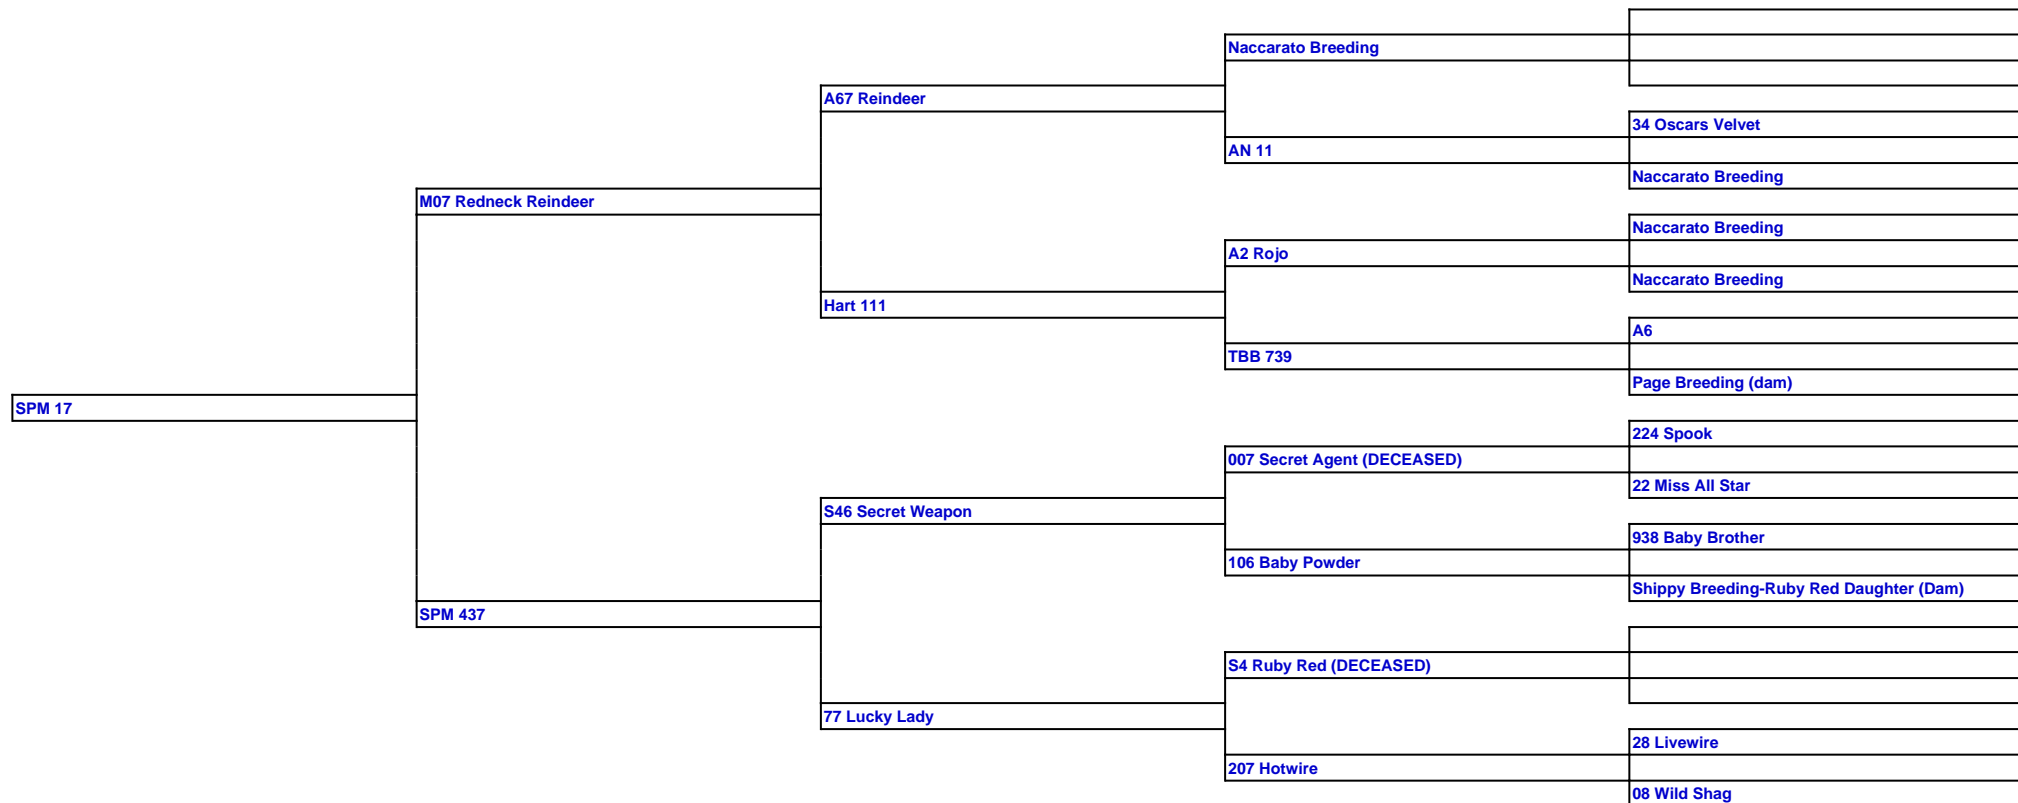 Naccarato Breeding
A67 Reindeer
34 Oscars Velvet
AN 11
Naccarato Breeding
M07 Redneck Reindeer
Naccarato Breeding
A2 Rojo
Naccarato Breeding
Hart 111
A6
TBB 739
Page Breeding (dam)
SPM 17
224 Spook
007 Secret Agent (DECEASED)
22 Miss All Star
S46 Secret Weapon
938 Baby Brother
106 Baby Powder
Shippy Breeding-Ruby Red Daughter (Dam)
SPM 437
S4 Ruby Red (DECEASED)
77 Lucky Lady
28 Livewire
207 Hotwire
08 Wild Shag